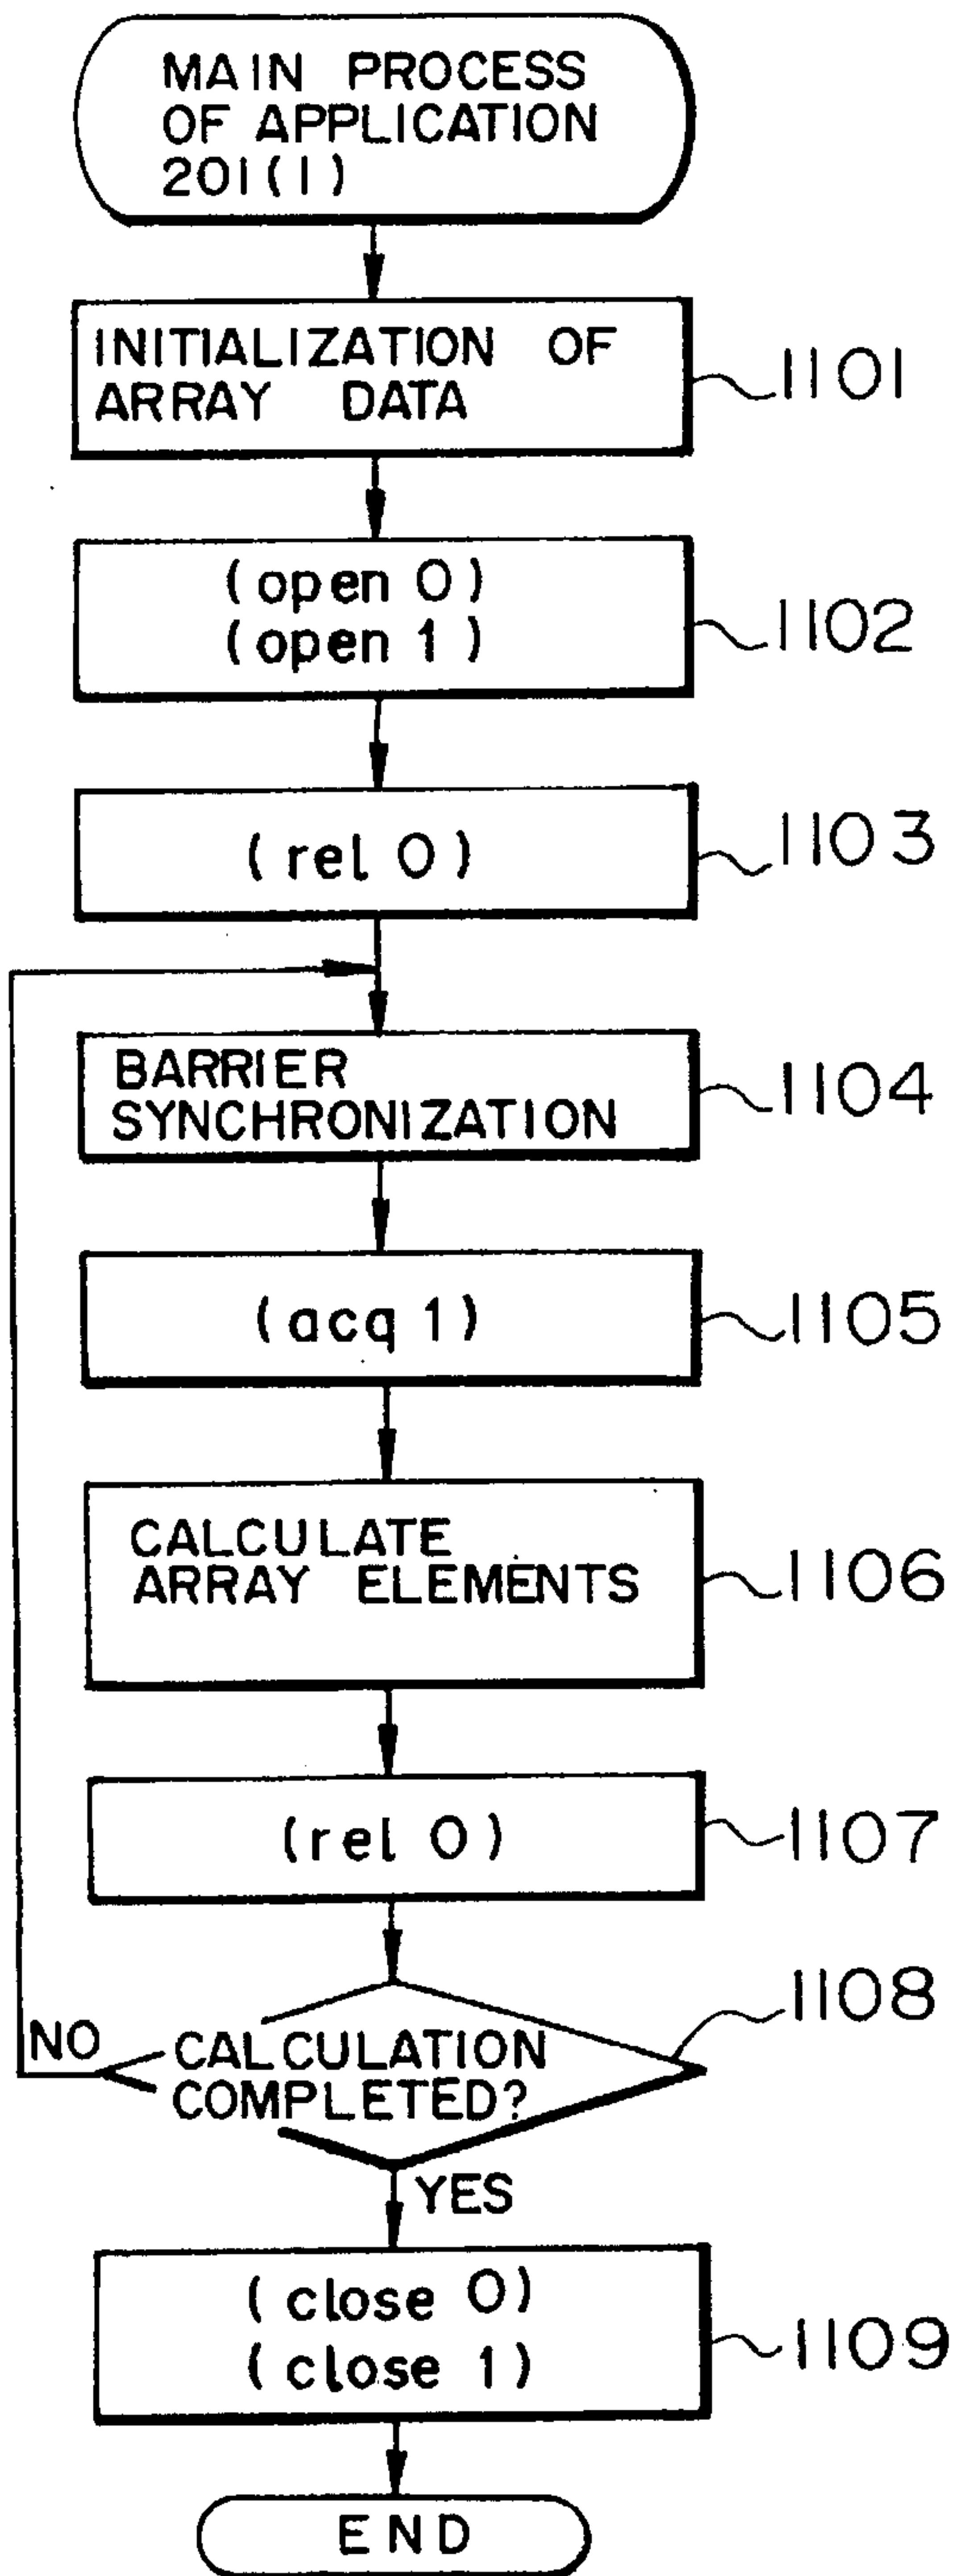 MAIN PROCESS
OF APPLICATION
201(1)
INITIALIZATION OF
ARRAY DATA
1101
(open 0)
(open 1)
1102
(rel 0)
1103
BARRIER
SYNCHRONIZATION
1104
(acq 1)
1105
CALCULATE
ARRAY ELEMENTS
1106
(rel 0)
1107
1108
NO
CALCULATION
COMPLETED?
YES
(close 0)
(close 1)
1109
END